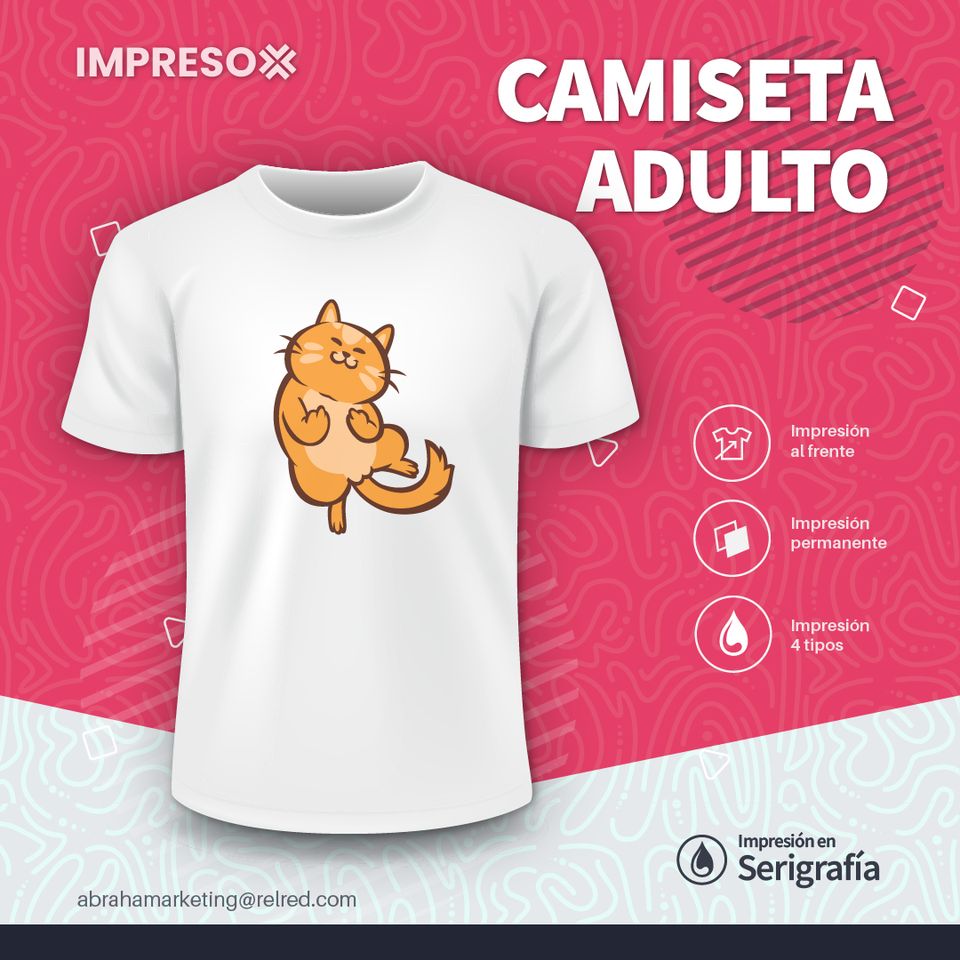 IMPRESOX
CAMISETA
ADULTO
Impresión
al frente
Impresión
permanente
Impresión
4 tipos
Impresión en
Serigrafía
abrahamarketing@relred.com